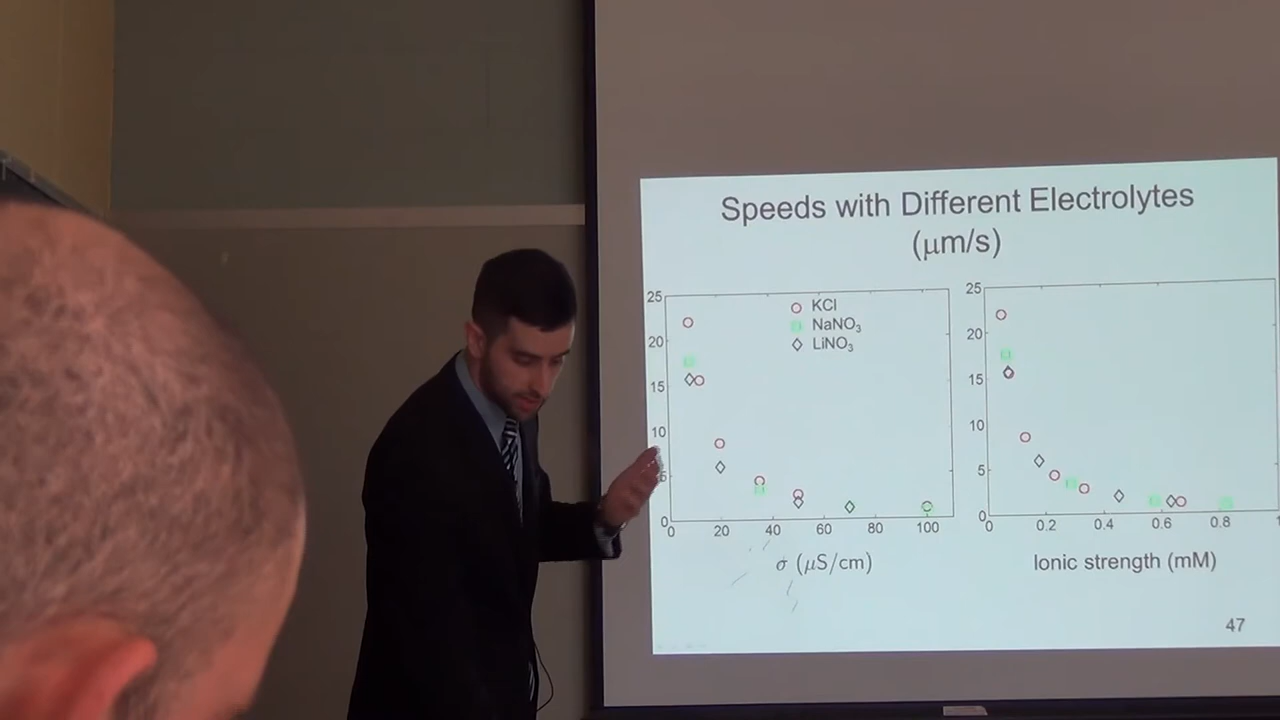 Speeds with Different Electrolytes
(μm/s)
25
20
15
10
5
0
0 20 40 60 80 100
KCl
NaNO₃
LiNO₃
σ (μS/cm)
25
20
15
10
5
0
0 0.2 0.4 0.6 0.8 1
Ionic strength (mM)
47